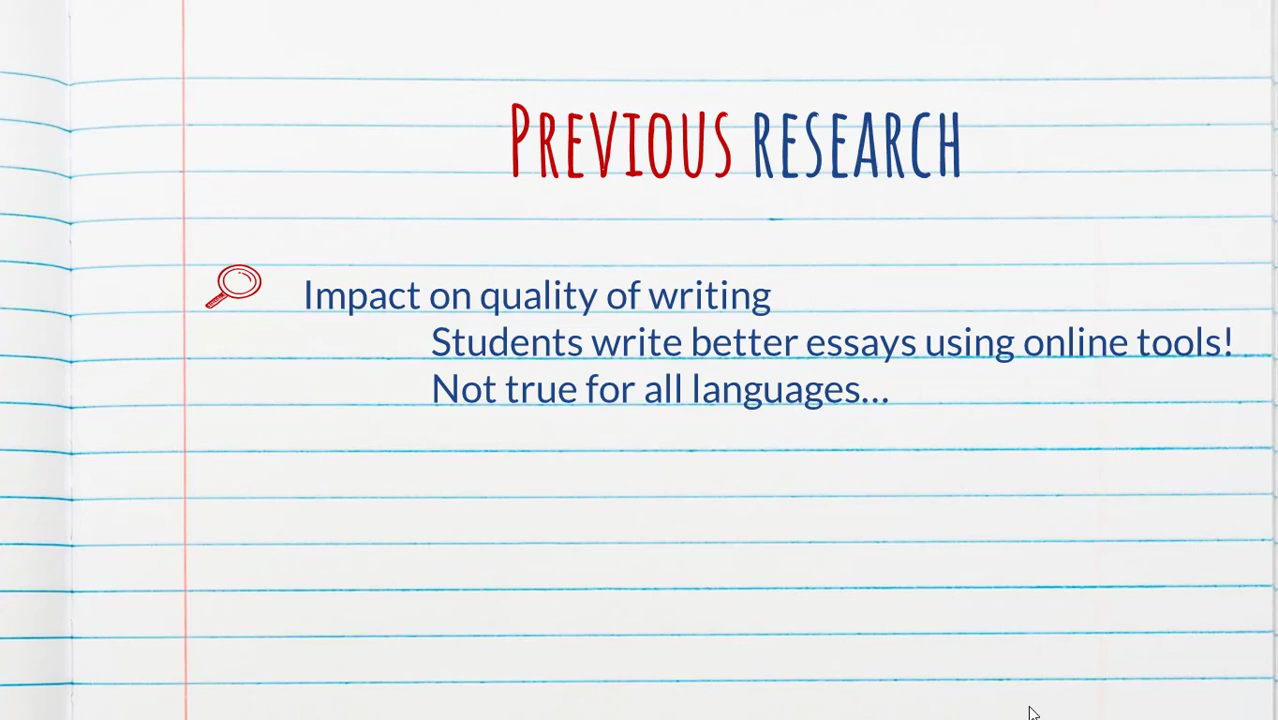 Previous research
Impact on quality of writing
Students write better essays using online tools!
Not true for all languages...